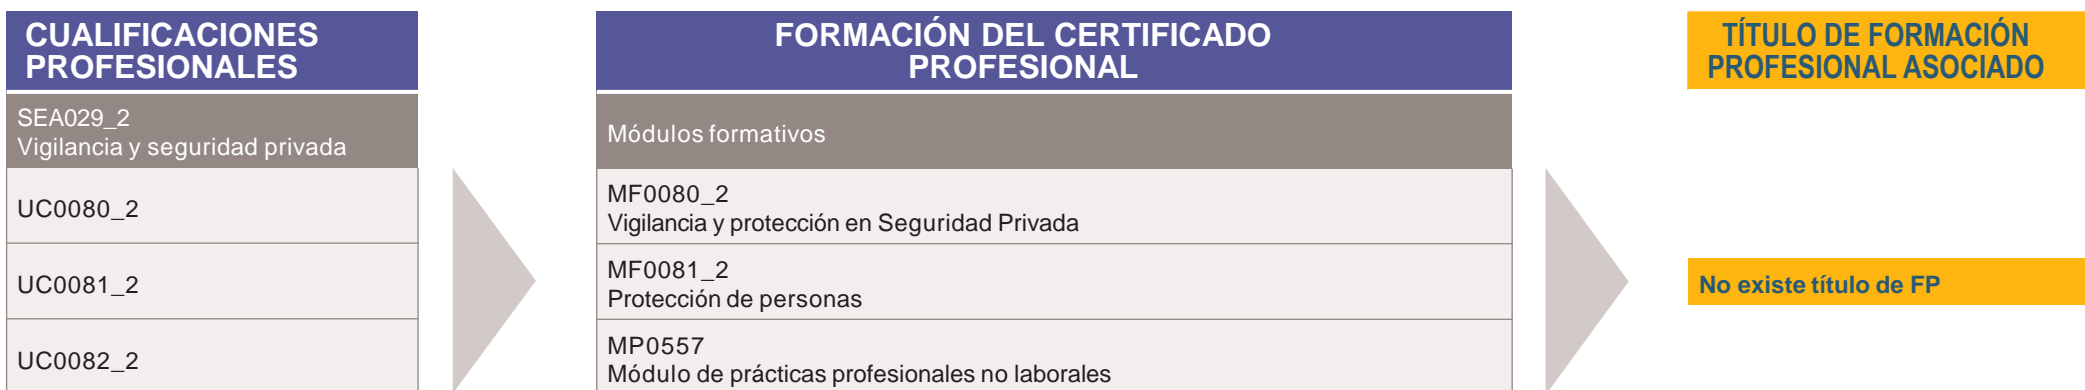 CUALIFICACIONES
PROFESIONALES
SEA029_2
Vigilancia y seguridad privada
UC0080_2
UC0081_2
UC0082_2
FORMACIÓN DEL CERTIFICADO
PROFESIONAL
Módulos formativos
MF0080_2
Vigilancia y protección en Seguridad Privada
MF0081_2
Protección de personas
MP0557
Módulo de prácticas profesionales no laborales
TÍTULO DE FORMACIÓN
PROFESIONAL ASOCIADO
No existe título de FP